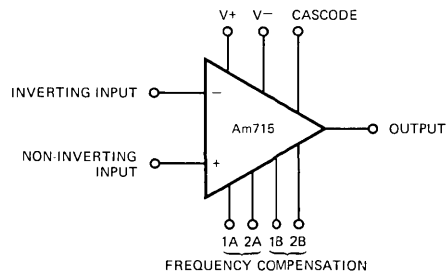 V+ V− CASCODE
INVERTING INPUT
−
Am715
OUTPUT
NON-INVERTING
INPUT
+
1A 2A 1B 2B
FREQUENCY COMPENSATION